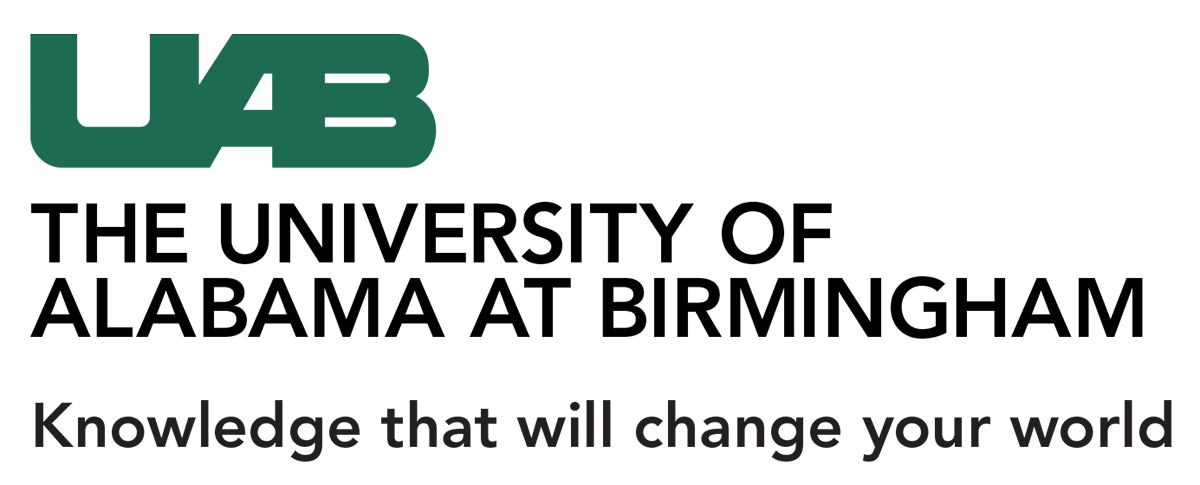 UAB
THE UNIVERSITY OF
ALABAMA AT BIRMINGHAM
Knowledge that will change your world